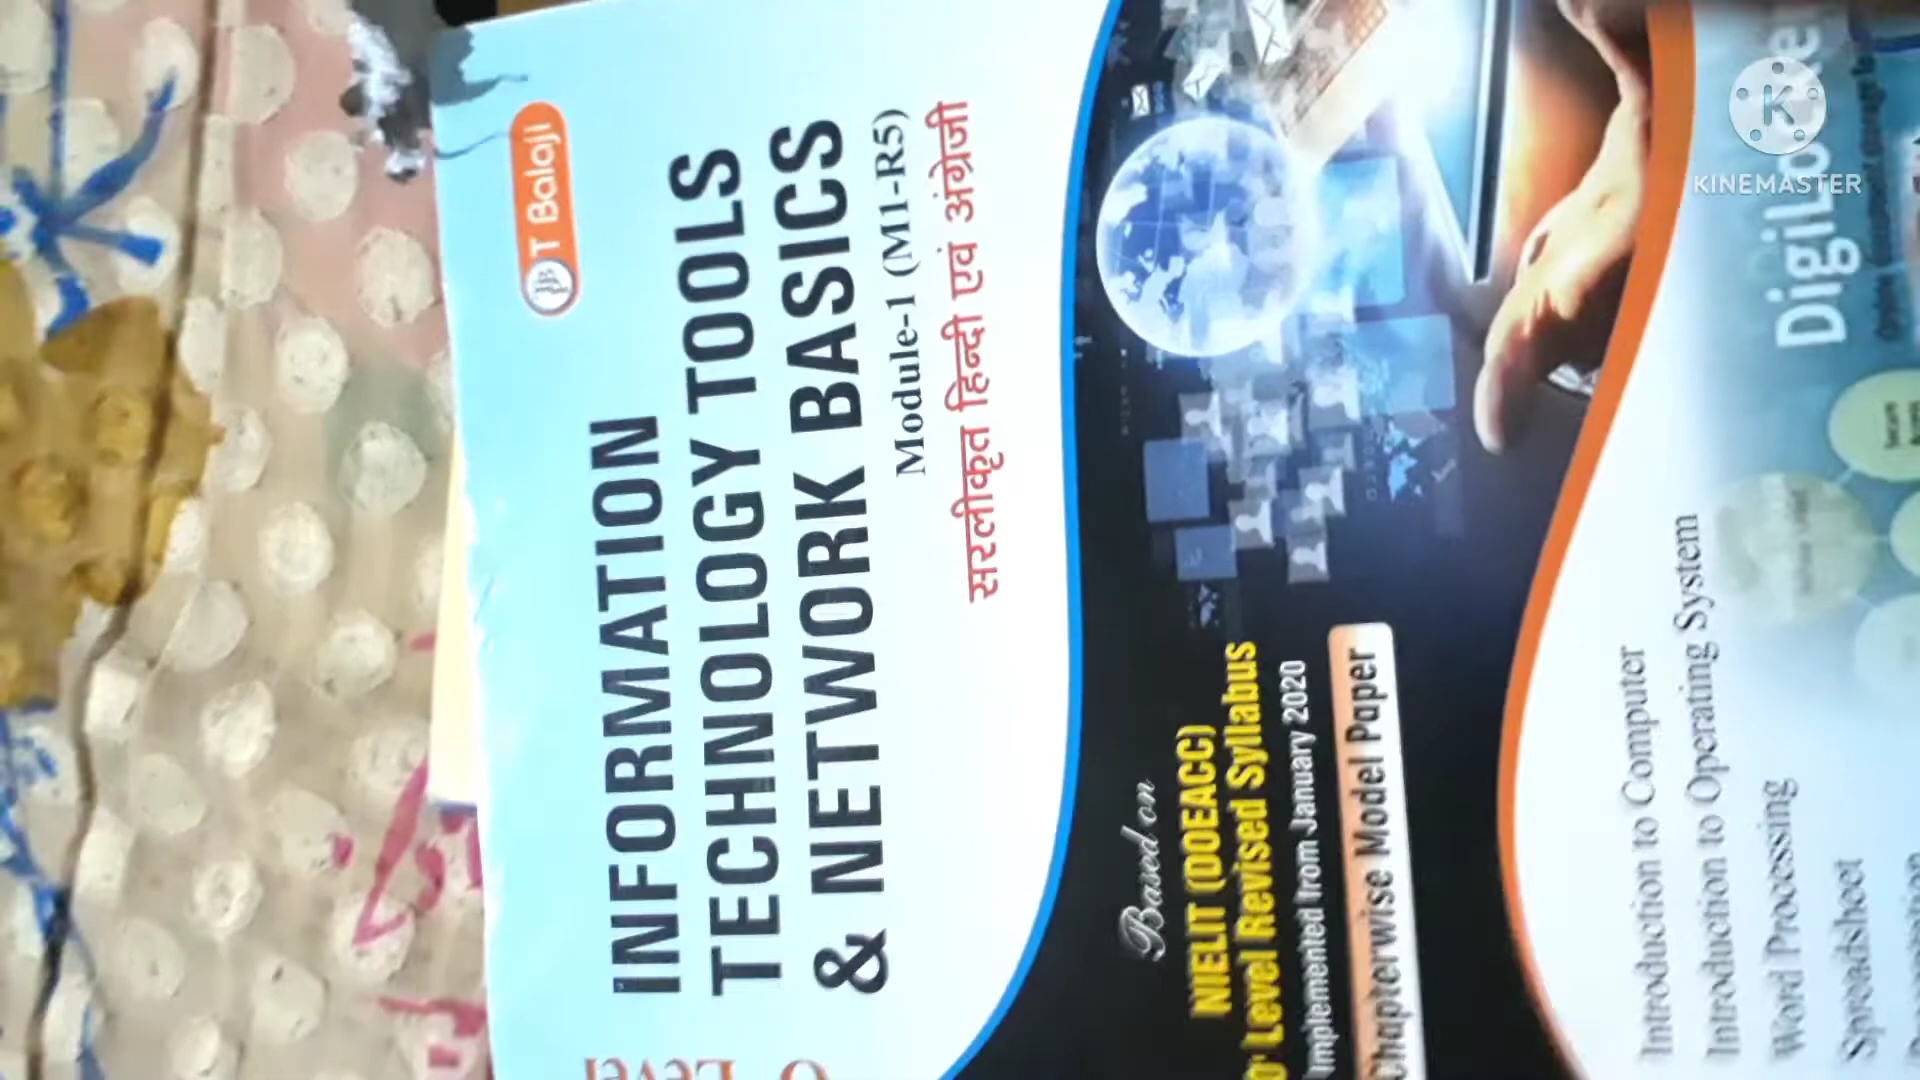 T Balaji
INFORMATION
TECHNOLOGY TOOLS
& NETWORK BASICS
Module-1 (M1-R5)
सरलीकृत हिन्दी एवं अंग्रेजी
'O' Level
Based on
NIELIT (DOEACC)
'O' Level Revised Syllabus
Implemented from January 2020
Chapterwise Model Paper
Introduction to Computer
Introduction to Operating System
Word Processing
Spreadsheet
KINEMASTER